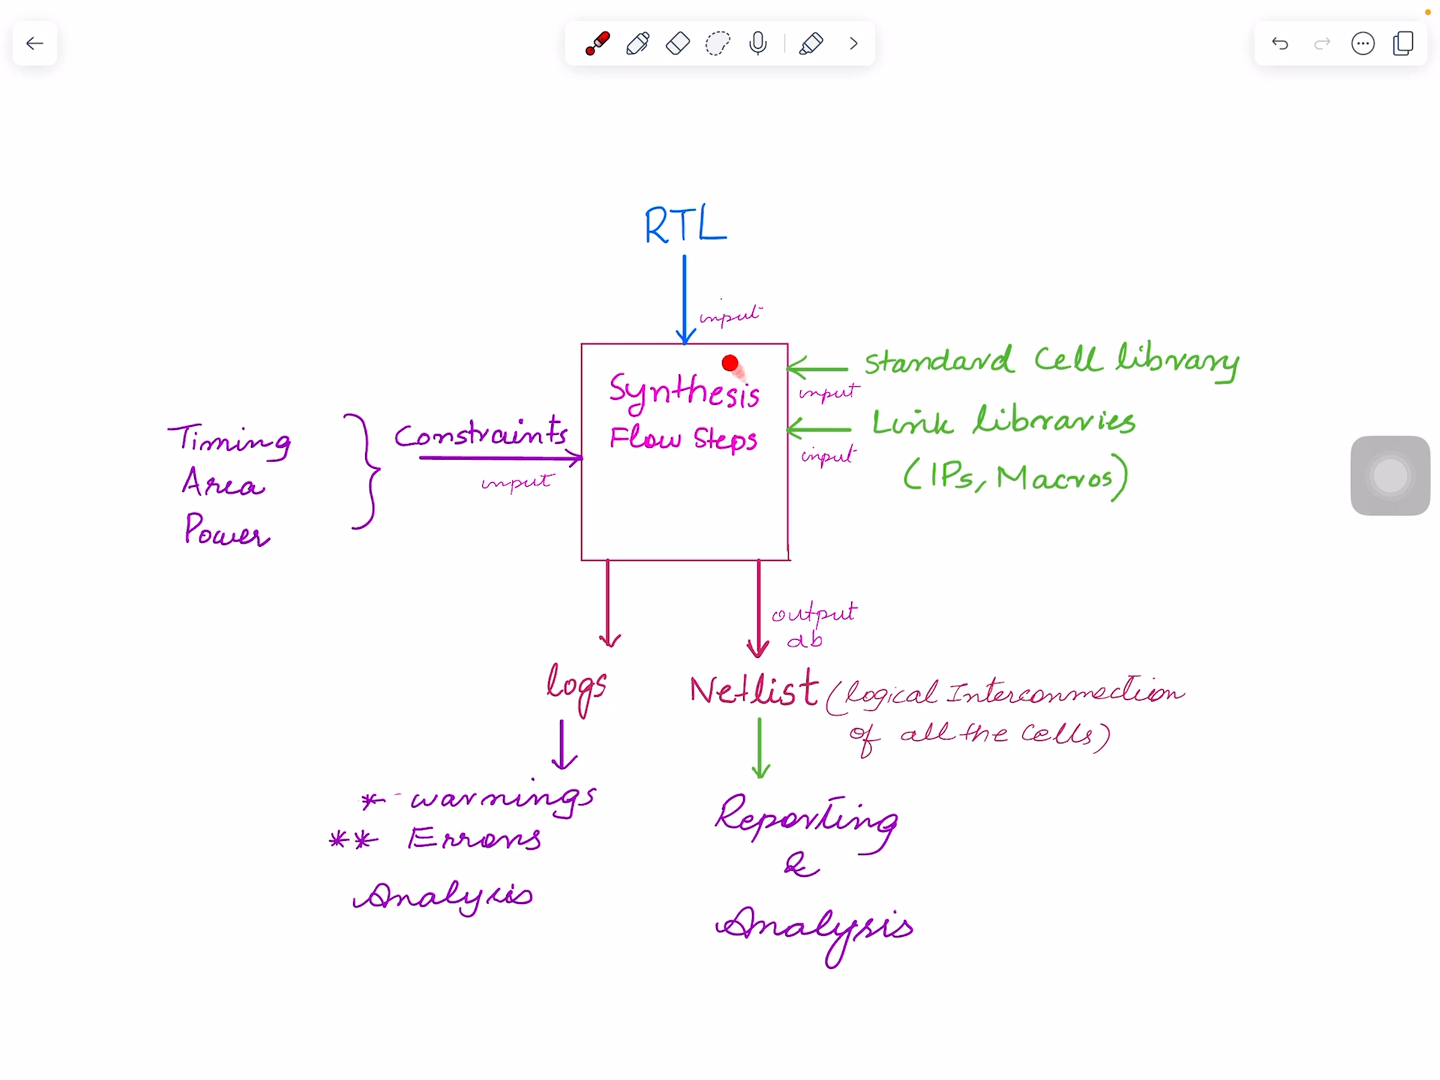 RTL
input
Synthesis
Flow Steps
Standard Cell library
input
Link libraries
input
(IPs, Macros)
Constraints
input
Timing
Area
Power
output
db
logs
Netlist (logical Interconnection
of all the cells)
* warnings
** Errors
Analysis
Reporting
&
Analysis